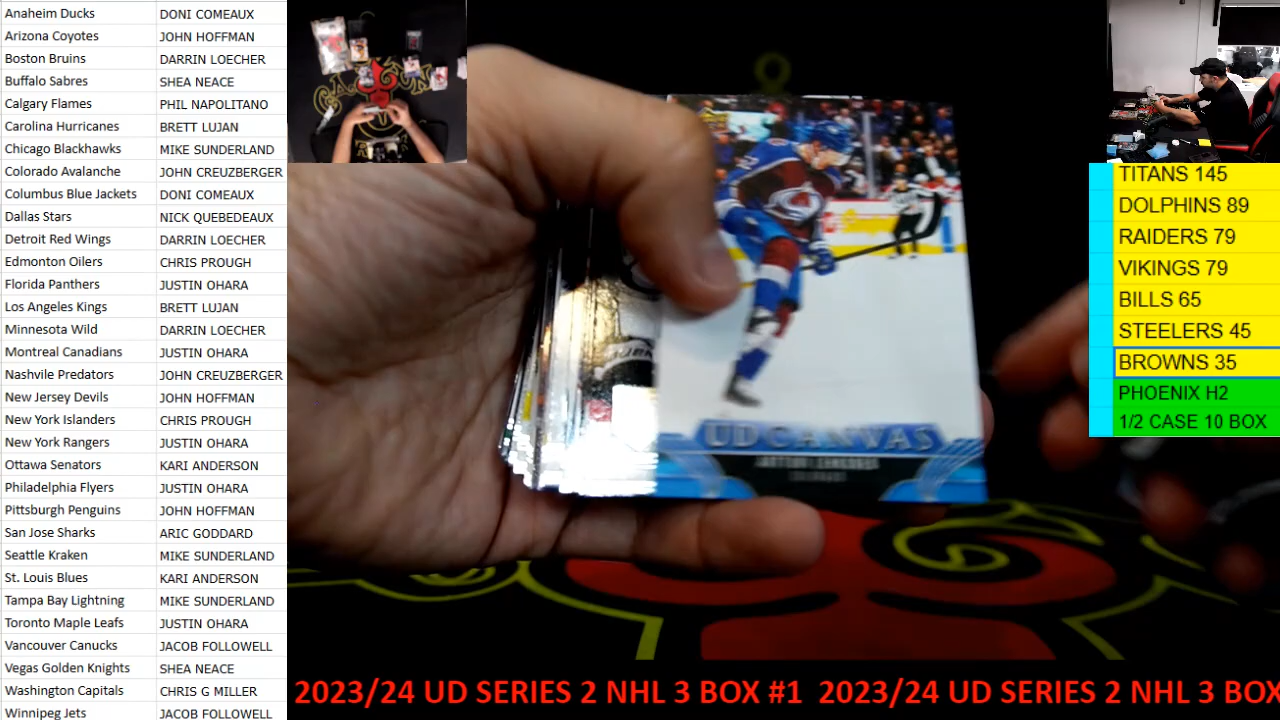 Anaheim Ducks DONI COMEAUX
Arizona Coyotes JOHN HOFFMAN
Boston Bruins DARRIN LOECHER
Buffalo Sabres SHEA NEACE
Calgary Flames PHIL NAPOLITANO
Carolina Hurricanes BRETT LUJAN
Chicago Blackhawks MIKE SUNDERLAND
Colorado Avalanche JOHN CREUZBERGER
Columbus Blue Jackets DONI COMEAUX
Dallas Stars NICK QUEBEDEAUX
Detroit Red Wings DARRIN LOECHER
Edmonton Oilers CHRIS PROUGH
Florida Panthers JUSTIN OHARA
Los Angeles Kings BRETT LUJAN
Minnesota Wild DARRIN LOECHER
Montreal Canadians JUSTIN OHARA
Nashvile Predators JOHN CREUZBERGER
New Jersey Devils JOHN HOFFMAN
New York Islanders CHRIS PROUGH
New York Rangers JUSTIN OHARA
Ottawa Senators KARI ANDERSON
Philadelphia Flyers JUSTIN OHARA
Pittsburgh Penguins JOHN HOFFMAN
San Jose Sharks ARIC GODDARD
Seattle Kraken MIKE SUNDERLAND
St. Louis Blues KARI ANDERSON
Tampa Bay Lightning MIKE SUNDERLAND
Toronto Maple Leafs JUSTIN OHARA
Vancouver Canucks JACOB FOLLOWELL
Vegas Golden Knights SHEA NEACE
Washington Capitals CHRIS G MILLER
Winnipeg Jets JACOB FOLLOWELL
UD CANVAS
TITANS 145
DOLPHINS 89
RAIDERS 79
VIKINGS 79
BILLS 65
STEELERS 45
BROWNS 35
PHOENIX H2
1/2 CASE 10 BOX
2023/24 UD SERIES 2 NHL 3 BOX #1 2023/24 UD SERIES 2 NHL 3 BOX